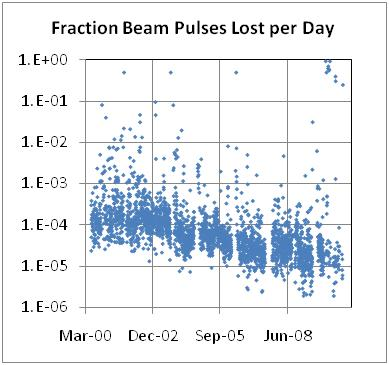 Fraction Beam Pulses Lost per Day
1.E+00
1.E-01
1.E-02
1.E-03
1.E-04
1.E-05
1.E-06
Mar-00 Dec-02 Sep-05 Jun-08